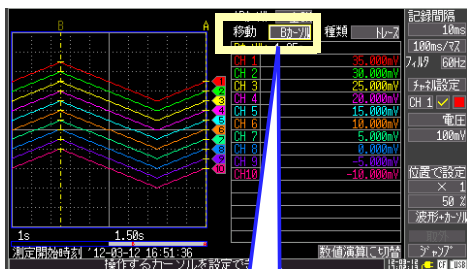 記録間隔
10ms
100ms/マス
フィルタ 60Hz
チャネル設定
CH 1
電圧
100mV
位置で設定
× 1
50 %
波形+カーソル
ジャンプ
B
A
移動 Bカーソル 種類 トレース
CH 1 35.000mV
CH 2 30.000mV
CH 3 25.000mV
CH 4 20.000mV
CH 5 15.000mV
CH 6 10.000mV
CH 7 5.000mV
CH 8 0.000mV
CH 9 -5.000mV
CH10 -10.000mV
1s 1.50s
測定開始時刻 '12-03-12 16:51:36
数値演算に切替
操作するカーソルを設定でき